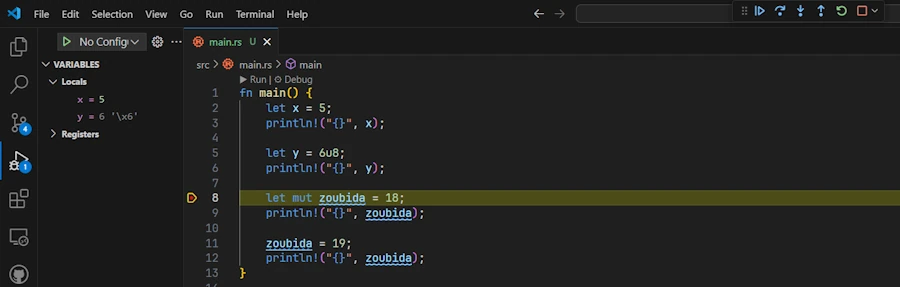 File Edit Selection View Go Run Terminal Help
No Config
main.rs U
VARIABLES
Locals
x = 5
y = 6 '\x6'
Registers
4
1
src > main.rs > main
Run | Debug
1 fn main() {
2 let x = 5;
3 println!("{}", x);
4
5 let y = 6u8;
6 println!("{}", y);
7
8 let mut zoubida = 18;
9 println!("{}", zoubida);
10
11 zoubida = 19;
12 println!("{}", zoubida);
13 }